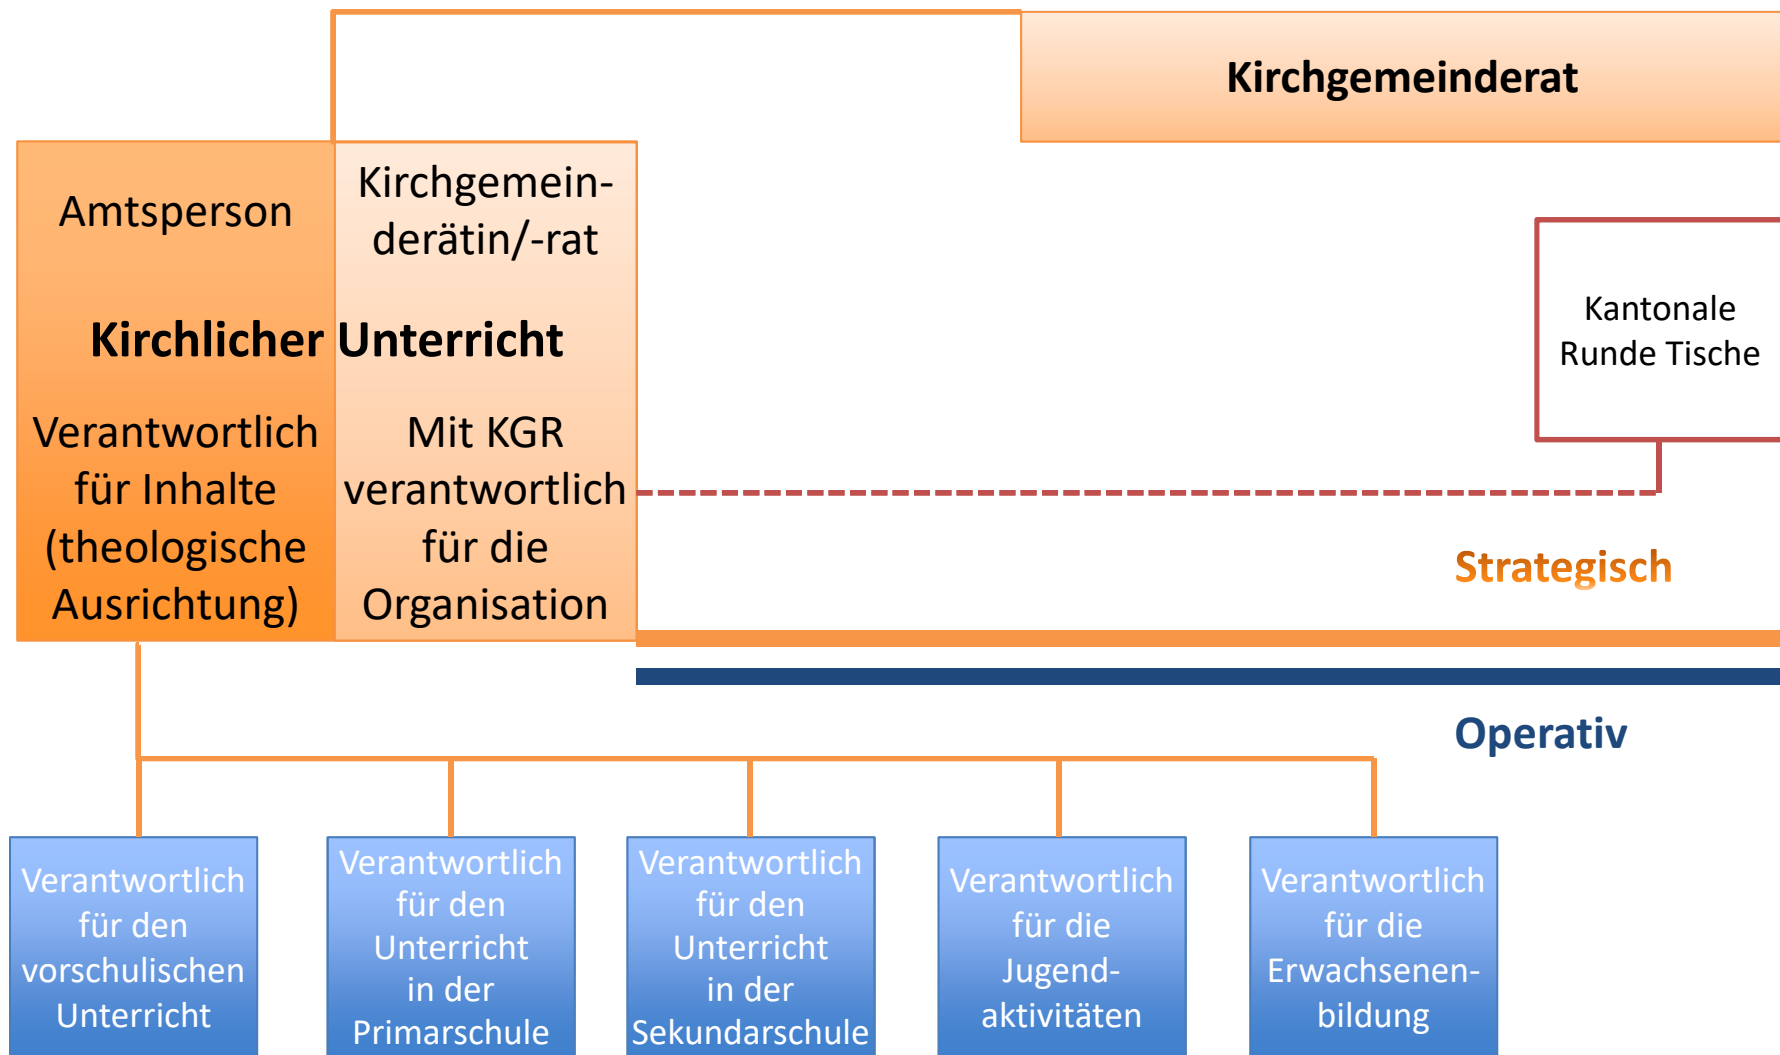 Kirchgemeinderat
Amtsperson
Kirchgemein-
derätin/-rat
Kirchlicher Unterricht
Verantwortlich
für Inhalte
(theologische
Ausrichtung)
Mit KGR
verantwortlich
für die
Organisation
Kantonale
Runde Tische
Strategisch
Operativ
Verantwortlich
für den
vorschulischen
Unterricht
Verantwortlich
für den
Unterricht
in der
Primarschule
Verantwortlich
für den
Unterricht
in der
Sekundarschule
Verantwortlich
für die
Jugend-
aktivitäten
Verantwortlich
für die
Erwachsenen-
bildung